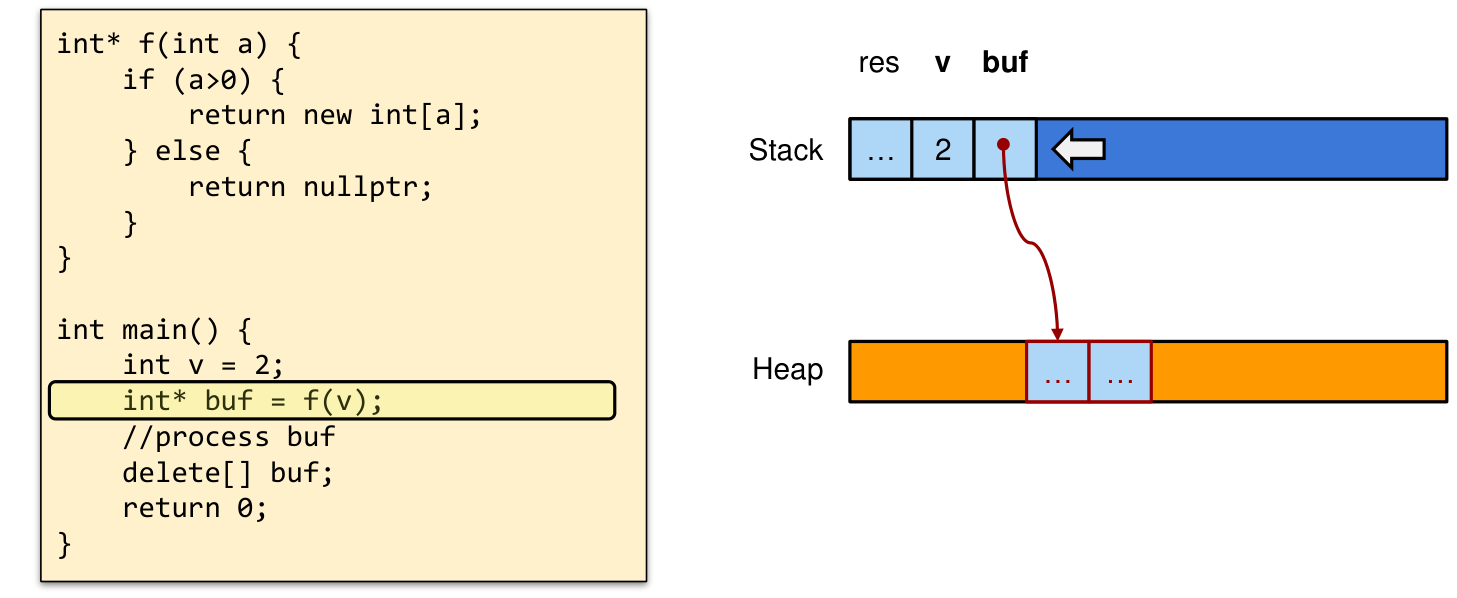 int* f(int a) {
    if (a>0) {
        return new int[a];
    } else {
        return nullptr;
    }
}
int main() {
    int v = 2;
    int* buf = f(v);
    //process buf
    delete[] buf;
    return 0;
}
res v buf
Stack ... 2
Heap ... ...